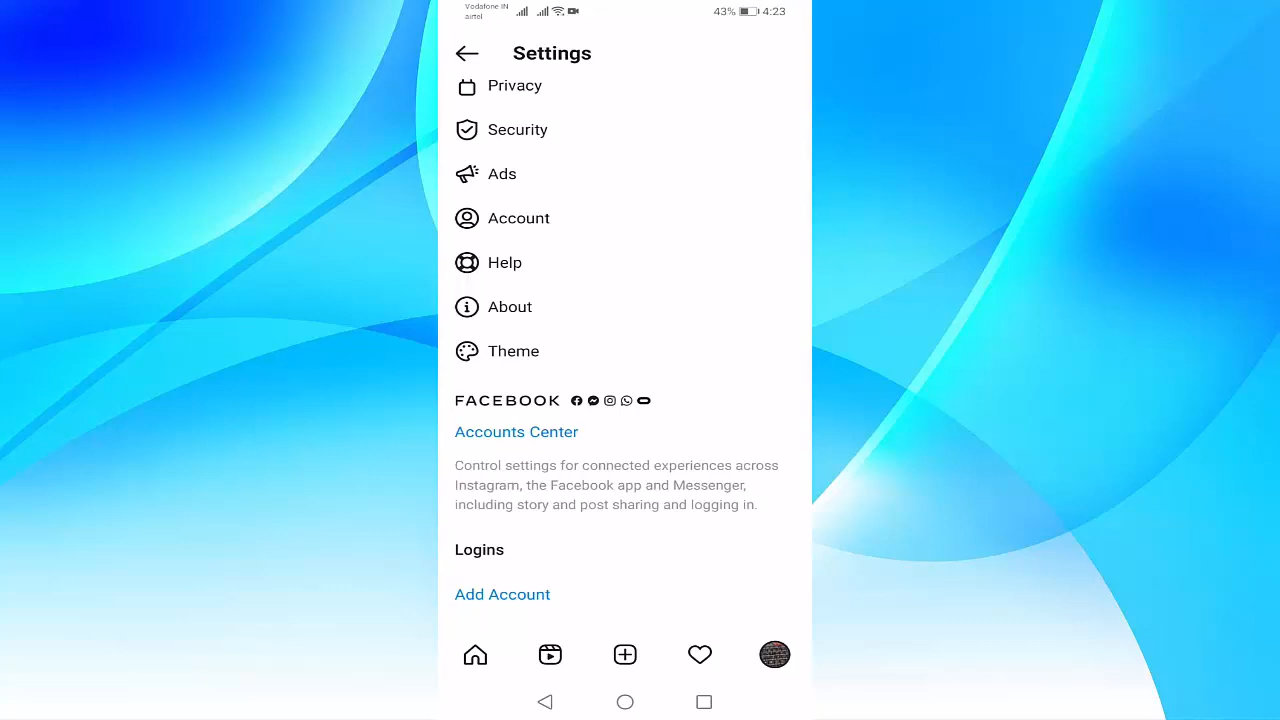 Vodafone IN
airtel
43% 4:23
Settings
Privacy
Security
Ads
Account
Help
About
Theme
FACEBOOK
Accounts Center
Control settings for connected experiences across
Instagram, the Facebook app and Messenger,
including story and post sharing and logging in.
Logins
Add Account